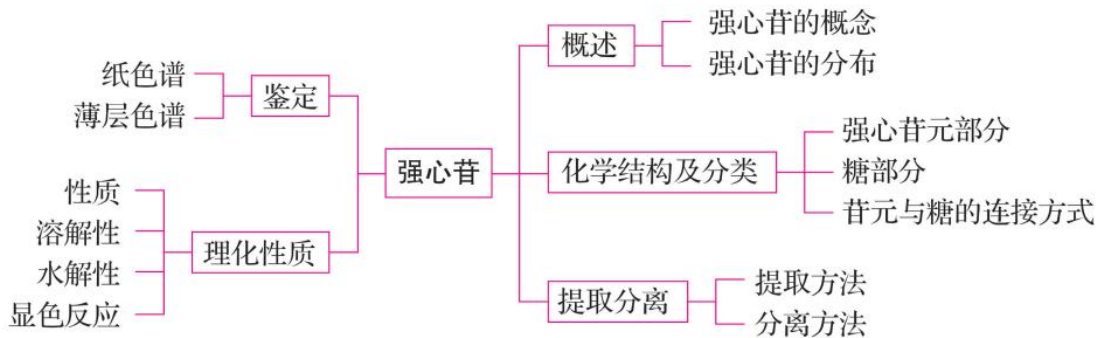 强心苷
概述
强心苷的概念
强心苷的分布
化学结构及分类
强心苷元部分
糖部分
苷元与糖的连接方式
提取分离
提取方法
分离方法
鉴定
纸色谱
薄层色谱
理化性质
性质
溶解性
水解性
显色反应